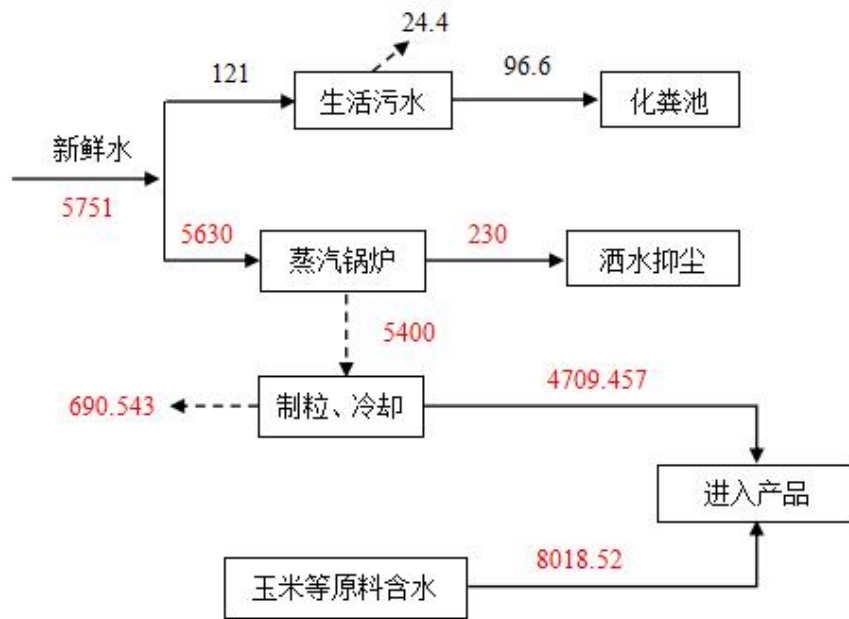 24.4
121
生活污水
96.6
化粪池
新鲜水
5751
5630
蒸汽锅炉
230
洒水抑尘
5400
690.543
制粒、冷却
4709.457
进入产品
玉米等原料含水
8018.52